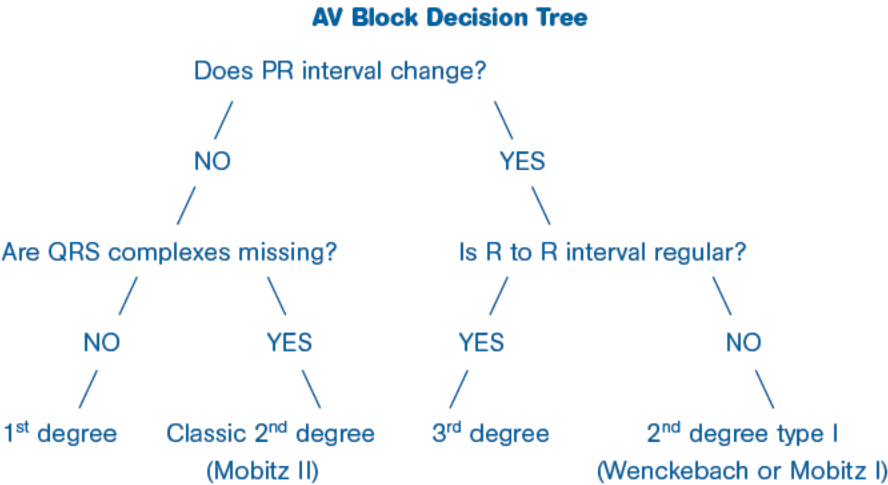 AV Block Decision Tree
Does PR interval change?
NO YES
Are QRS complexes missing? Is R to R interval regular?
NO YES YES NO
1st degree Classic 2nd degree 3rd degree 2nd degree type I
(Mobitz II) (Wenckebach or Mobitz I)